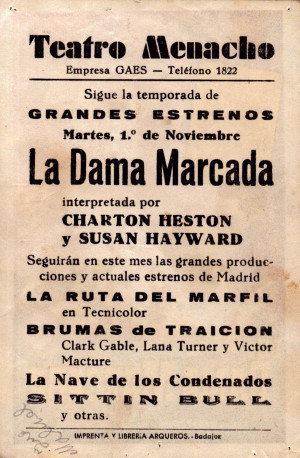 Teatro Menacho
Empresa GAES — Teléfono 1822
Sigue la temporada de
GRANDES ESTRENOS
Martes, 1.º de Noviembre
La Dama Marcada
interpretada por
CHARTON HESTON
y SUSAN HAYWARD
Seguirán en este mes las grandes produc-
ciones y actuales estrenos de Madrid
LA RUTA DEL MARFIL
en Tecnicolor
BRUMAS de TRAICION
Clark Gable, Lana Turner y Victor
Macture
La Nave de los Condenados
SITTIN BULL
y otras.
IMPRENTA Y LIBRERIA ARQUEROS.-Badajoz